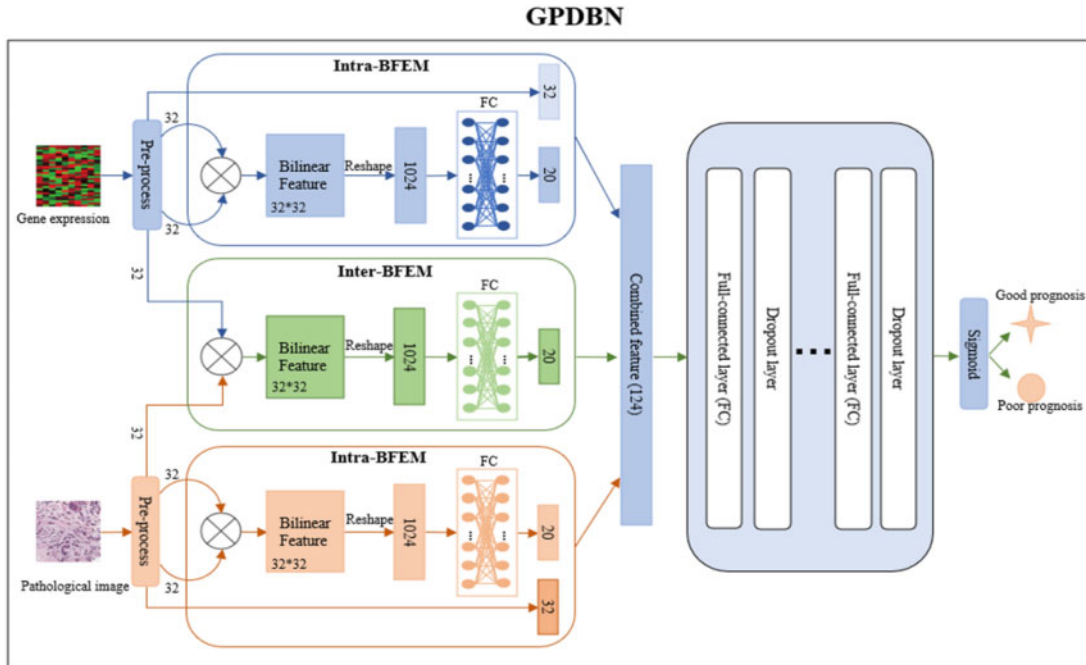 GPDBN
Intra-BFEM
32
FC
32
Pre-process
Bilinear
Feature
32*32
Reshape
1024
...
20
Gene expression
32
32
Inter-BFEM
FC
Bilinear
Feature
32*32
Reshape
1024
...
20
32
Intra-BFEM
FC
32
Pre-process
Bilinear
Feature
32*32
Reshape
1024
...
20
Pathological image
32
32
Combined feature (124)
Full-connected layer (FC)
Dropout layer
...
Full-connected layer (FC)
Dropout layer
Sigmoid
Good prognosis
Poor prognosis